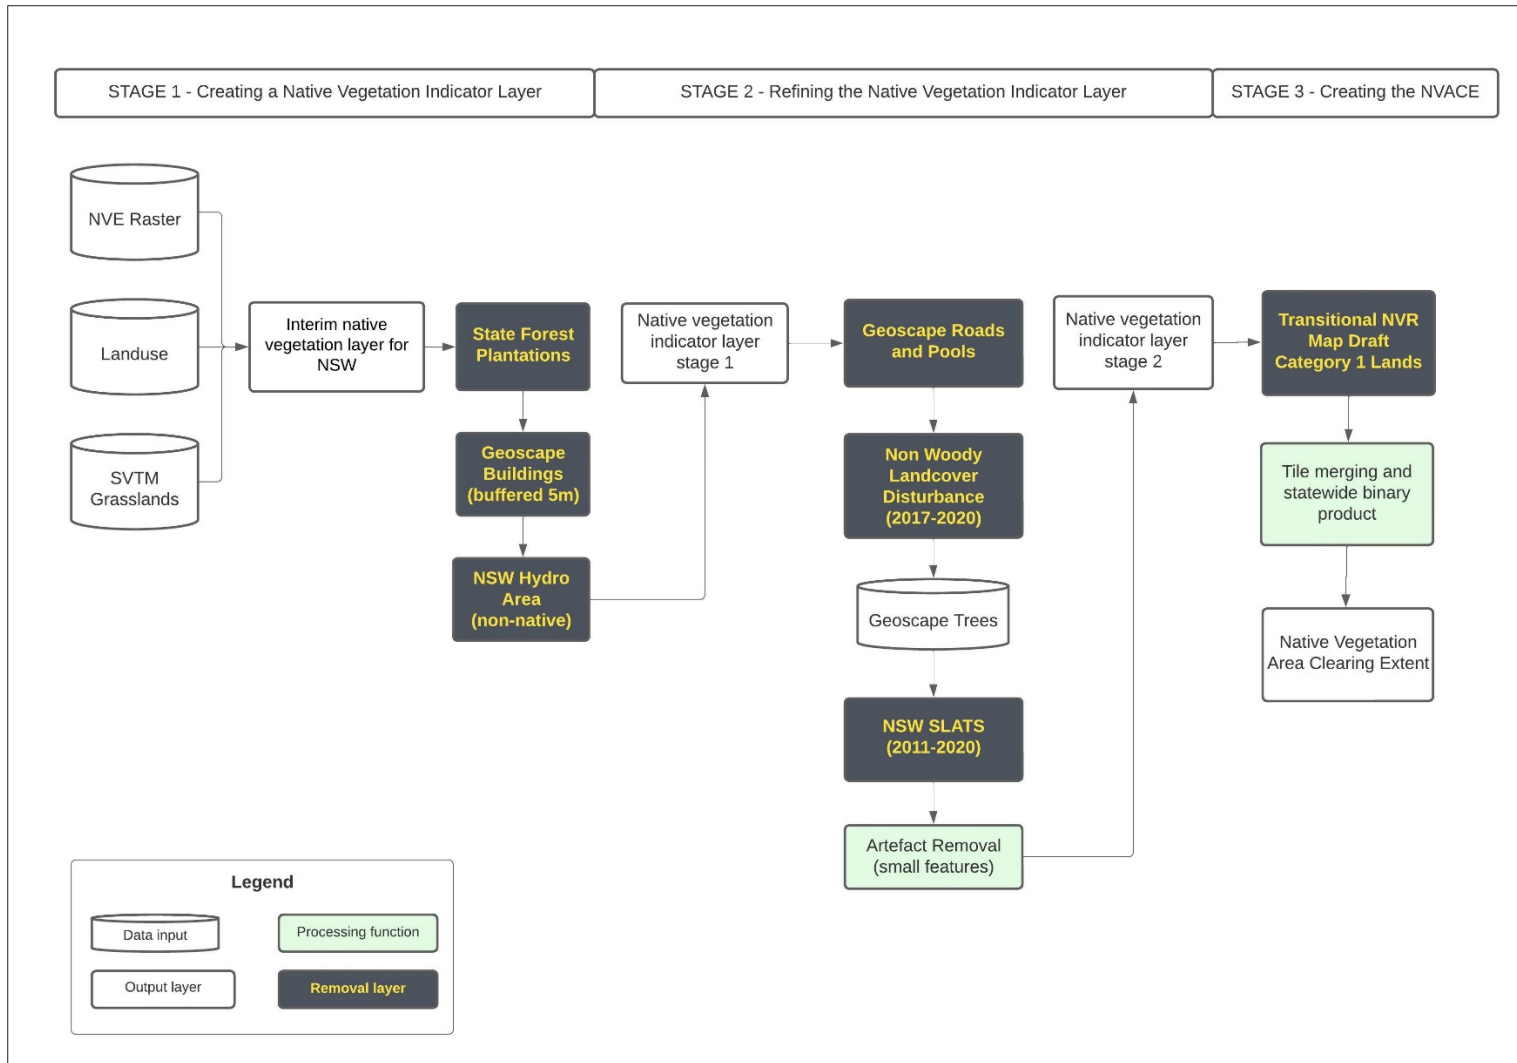 STAGE 1 - Creating a Native Vegetation Indicator Layer
STAGE 2 - Refining the Native Vegetation Indicator Layer
STAGE 3 - Creating the NVACE
NVE Raster
Landuse
SVTM
Grasslands
Interim native
vegetation layer for
NSW
State Forest
Plantations
Geoscape
Buildings
(buffered 5m)
NSW Hydro
Area
(non-native)
Native vegetation
indicator layer
stage 1
Geoscape Roads
and Pools
Non Woody
Landcover
Disturbance
(2017-2020)
Geoscape Trees
NSW SLATS
(2011-2020)
Artefact Removal
(small features)
Native vegetation
indicator layer
stage 2
Transitional NVR
Map Draft
Category 1 Lands
Tile merging and
statewide binary
product
Native Vegetation
Area Clearing Extent
Legend
Data input
Processing function
Output layer
Removal layer